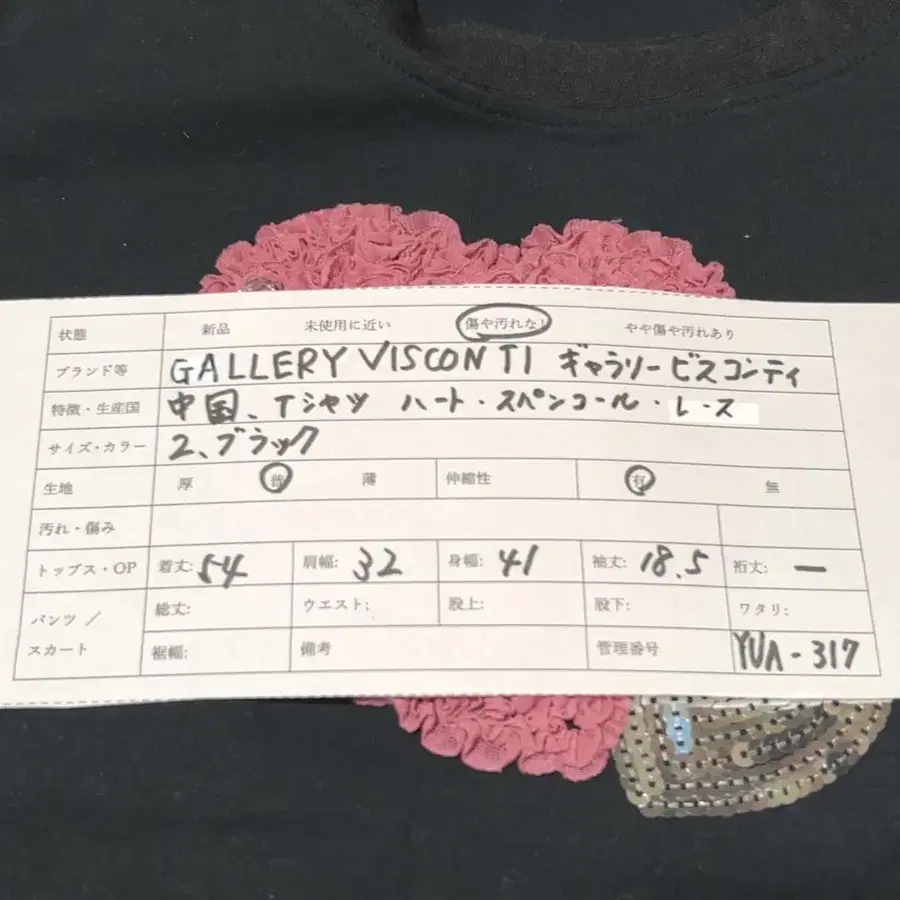 状態 新品 未使用に近い 傷や汚れなし やや傷や汚れあり
ブランド等 GALLERY VISCONTI ギャラリービスコンティ
特徴・生産国 中国、Tシャツ ハート・スペンコール・レース
サイズ・カラー 2、ブラック
生地 厚 普 薄 伸縮性 有 無
汚れ・傷み
トップス・OP 着丈: 54 肩幅: 32 身幅: 41 袖丈: 18.5 裄丈: ー
パンツ/ 総丈: ウエスト: 股上: 股下: ワタリ:
スカート 裾幅: 備考 管理番号 YUA-317